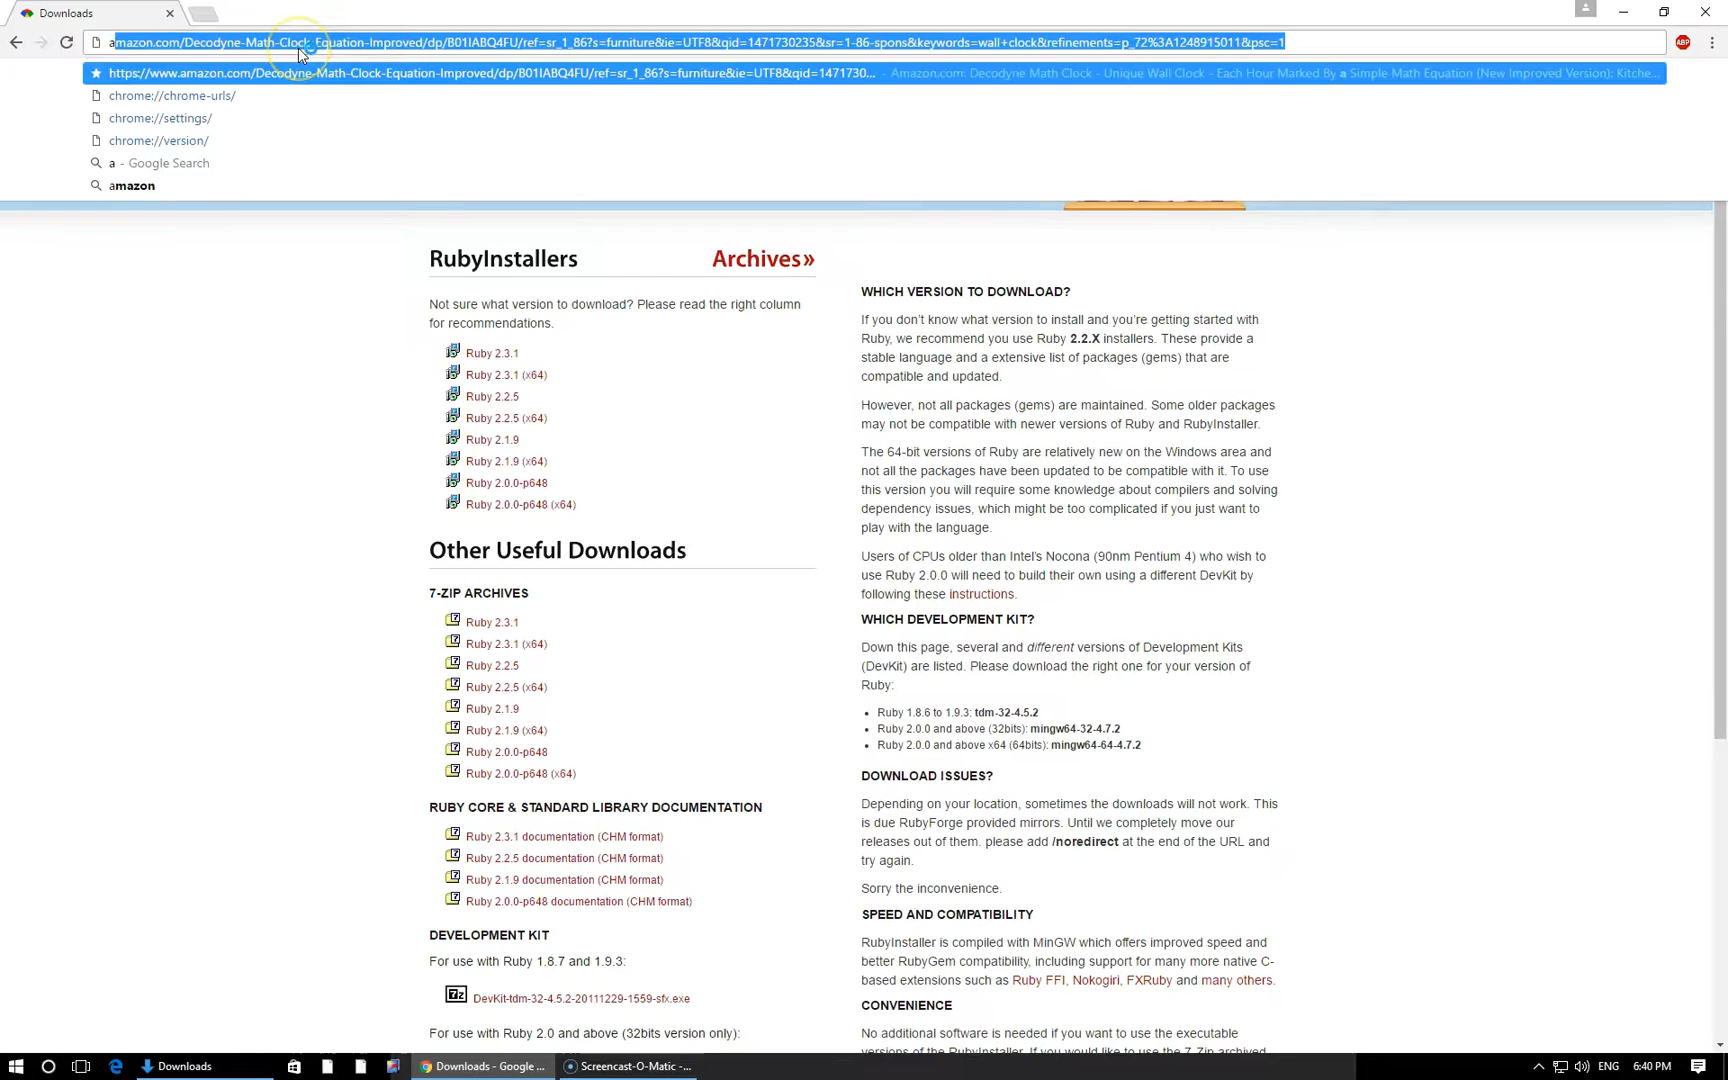 Downloads
amazon.com/Decodyne-Math-Clock-Equation-Improved/dp/B01IABQ4FU/ref=sr_1_86?s=furniture&ie=UTF8&qid=1471730235&sr=1-86-spons&keywords=wall+clock&refinements=p_72%3A1248915011&psc=1
ABP
https://www.amazon.com/Decodyne-Math-Clock-Equation-Improved/dp/B01IABQ4FU/ref=sr_1_86?s=furniture&ie=UTF8&qid=1471730... - Amazon.com: Decodyne Math Clock - Unique Wall Clock - Each Hour Marked By a Simple Math Equation (New Improved Version): Kitche...
chrome://chrome-urls/
chrome://settings/
chrome://version/
a - Google Search
amazon
RubyInstallers
Archives»
Not sure what version to download? Please read the right column
for recommendations.
Ruby 2.3.1
Ruby 2.3.1 (x64)
Ruby 2.2.5
Ruby 2.2.5 (x64)
Ruby 2.1.9
Ruby 2.1.9 (x64)
Ruby 2.0.0-p648
Ruby 2.0.0-p648 (x64)
Other Useful Downloads
7-ZIP ARCHIVES
Ruby 2.3.1
Ruby 2.3.1 (x64)
Ruby 2.2.5
Ruby 2.2.5 (x64)
Ruby 2.1.9
Ruby 2.1.9 (x64)
Ruby 2.0.0-p648
Ruby 2.0.0-p648 (x64)
RUBY CORE & STANDARD LIBRARY DOCUMENTATION
Ruby 2.3.1 documentation (CHM format)
Ruby 2.2.5 documentation (CHM format)
Ruby 2.1.9 documentation (CHM format)
Ruby 2.0.0-p648 documentation (CHM format)
DEVELOPMENT KIT
For use with Ruby 1.8.7 and 1.9.3:
7z DevKit-tdm-32-4.5.2-20111229-1559-sfx.exe
For use with Ruby 2.0 and above (32bits version only):
WHICH VERSION TO DOWNLOAD?
If you don't know what version to install and you're getting started with
Ruby, we recommend you use Ruby 2.2.X installers. These provide a
stable language and a extensive list of packages (gems) that are
compatible and updated.
However, not all packages (gems) are maintained. Some older packages
may not be compatible with newer versions of Ruby and RubyInstaller.
The 64-bit versions of Ruby are relatively new on the Windows area and
not all the packages have been updated to be compatible with it. To use
this version you will require some knowledge about compilers and solving
dependency issues, which might be too complicated if you just want to
play with the language.
Users of CPUs older than Intel's Nocona (90nm Pentium 4) who wish to
use Ruby 2.0.0 will need to build their own using a different DevKit by
following these instructions.
WHICH DEVELOPMENT KIT?
Down this page, several and different versions of Development Kits
(DevKit) are listed. Please download the right one for your version of
Ruby:
• Ruby 1.8.6 to 1.9.3: tdm-32-4.5.2
• Ruby 2.0.0 and above (32bits): mingw64-32-4.7.2
• Ruby 2.0.0 and above x64 (64bits): mingw64-64-4.7.2
DOWNLOAD ISSUES?
Depending on your location, sometimes the downloads will not work. This
is due RubyForge provided mirrors. Until we completely move our
releases out of them. please add /noredirect at the end of the URL and
try again.
Sorry the inconvenience.
SPEED AND COMPATIBILITY
RubyInstaller is compiled with MinGW which offers improved speed and
better RubyGem compatibility, including support for many more native C-
based extensions such as Ruby FFI, Nokogiri, FXRuby and many others.
CONVENIENCE
No additional software is needed if you want to use the executable
versions of the RubyInstaller. If you would like to use the 7-Zip archived
Downloads
Downloads - Google ...
Screencast-O-Matic -...
ENG
6:40 PM